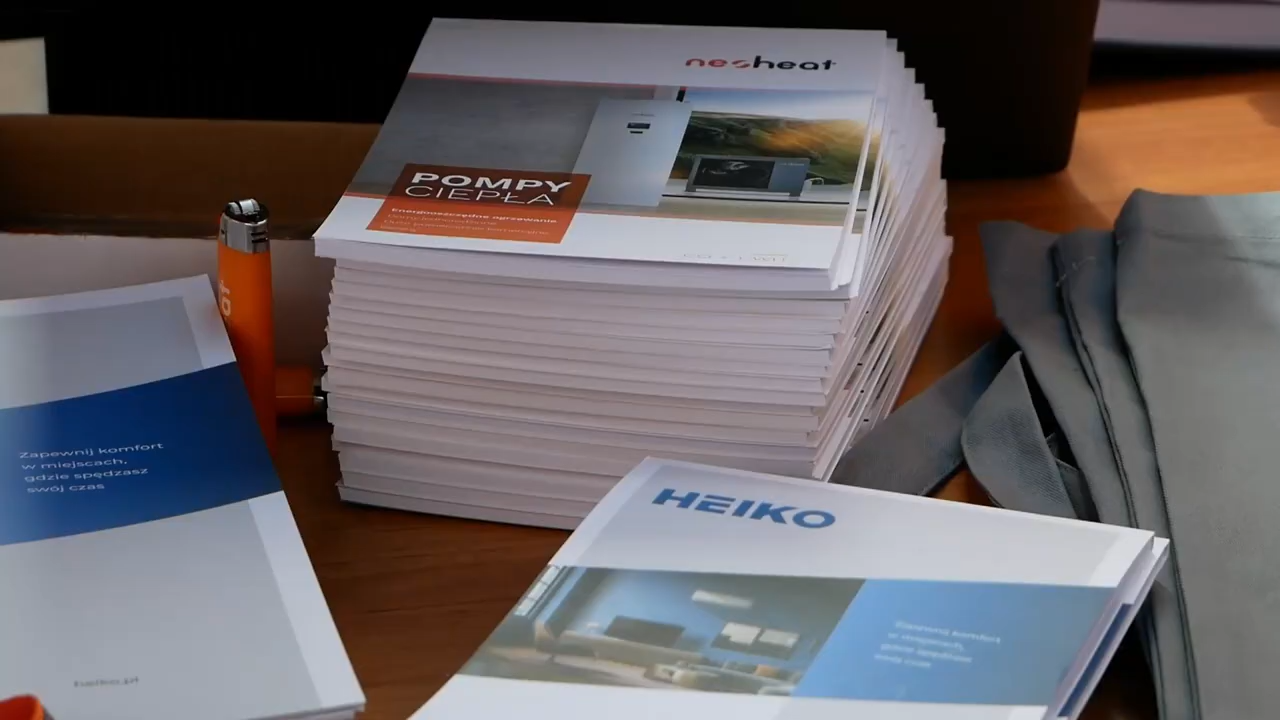 neoheat
POMPY
CIEPŁA
Energooszczędne ogrzewanie
Zapewnij komfort
w miejscach,
gdzie spędzasz
swój czas
heiko.pl
HEIKO
Zapewnij komfort
w miejscach,
gdzie spędzasz
swój czas